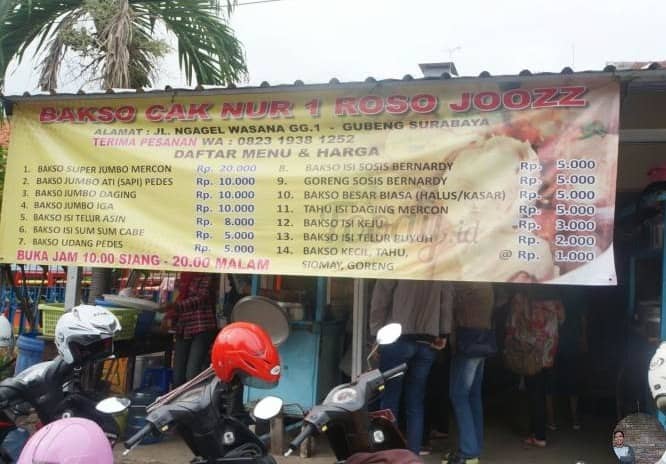 BAKSO CAK NUR 1 ROSO JOOZZ
ALAMAT : JL. NGAGEL WASANA GG.1 - GUBENG SURABAYA
TERIMA PESANAN WA : 0823 1938 1252
DAFTAR MENU & HARGA
1. BAKSO SUPER JUMBO MERCON Rp. 20.000
2. BAKSO JUMBO ATI (SAPI) PEDES Rp. 10.000
3. BAKSO JUMBO DAGING Rp. 10.000
4. BAKSO JUMBO IGA Rp. 10.000
5. BAKSO ISI TELUR ASIN Rp. 8.000
6. BAKSO ISI SUM SUM CABE Rp. 5.000
7. BAKSO UDANG PEDES Rp. 5.000
BUKA JAM 10.00 SIANG - 20.00 MALAM
8. BAKSO ISI SOSIS BERNARDY Rp. 5.000
9. GORENG SOSIS BERNARDY Rp. 5.000
10. BAKSO BESAR BIASA (HALUS/KASAR) Rp. 5.000
11. TAHU ISI DAGING MERCON Rp. 5.000
12. BAKSO ISI KEJU Rp. 3.000
13. BAKSO ISI TELUR PUYUH Rp. 2.000
14. BAKSO KECIL, TAHU, @ Rp. 1.000
SIOMAY, GORENG